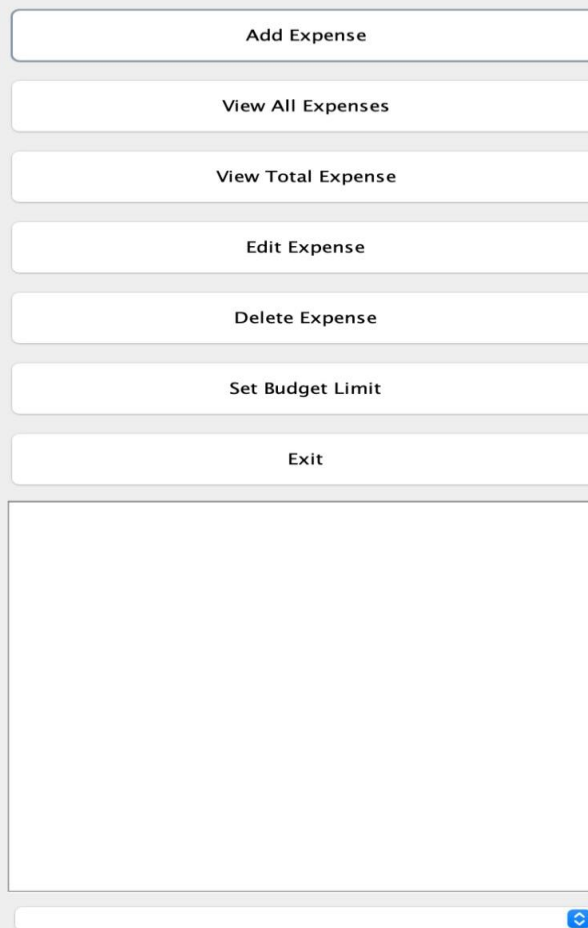 Add Expense
View All Expenses
View Total Expense
Edit Expense
Delete Expense
Set Budget Limit
Exit